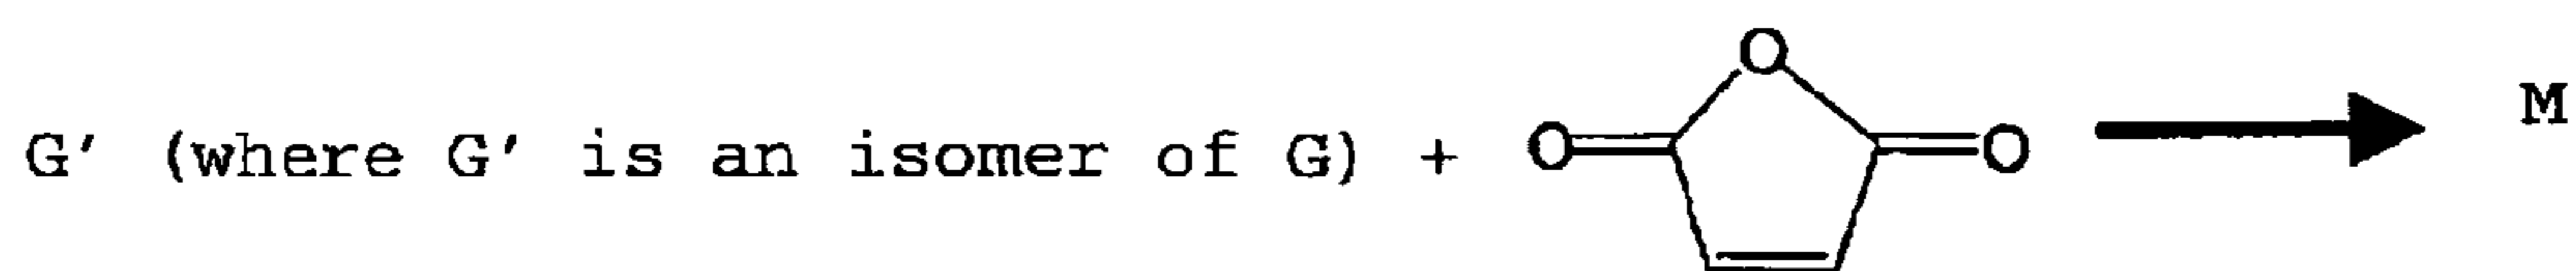 G' (where G' is an isomer of G) + O O O M